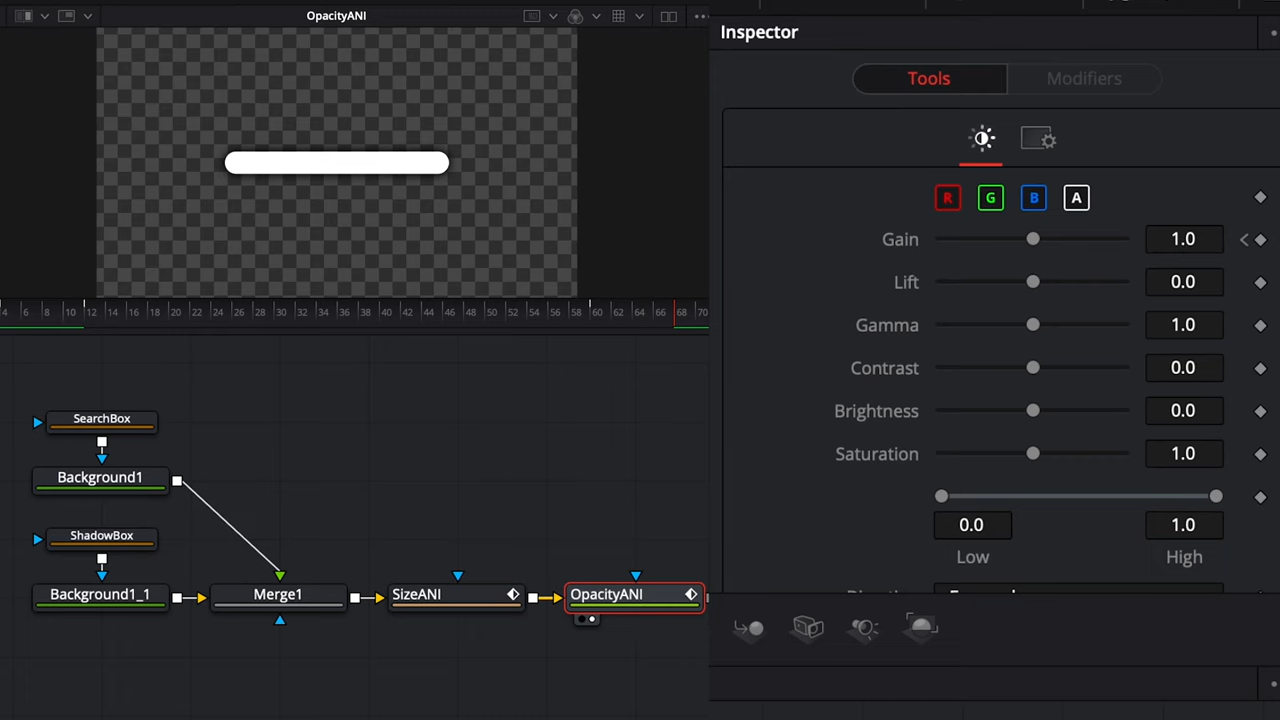 OpacityANI
4 6 8 10 12 14 16 18 20 22 24 26 28 30 32 34 36 38 40 42 44 46 48 50 52 54 56 58 60 62 64 66 68 70
SearchBox
Background1
ShadowBox
Background1_1
Merge1
SizeANI
OpacityANI
Inspector
Tools
Modifiers
R G B A
Gain 1.0
Lift 0.0
Gamma 1.0
Contrast 0.0
Brightness 0.0
Saturation 1.0
0.0 1.0
Low High